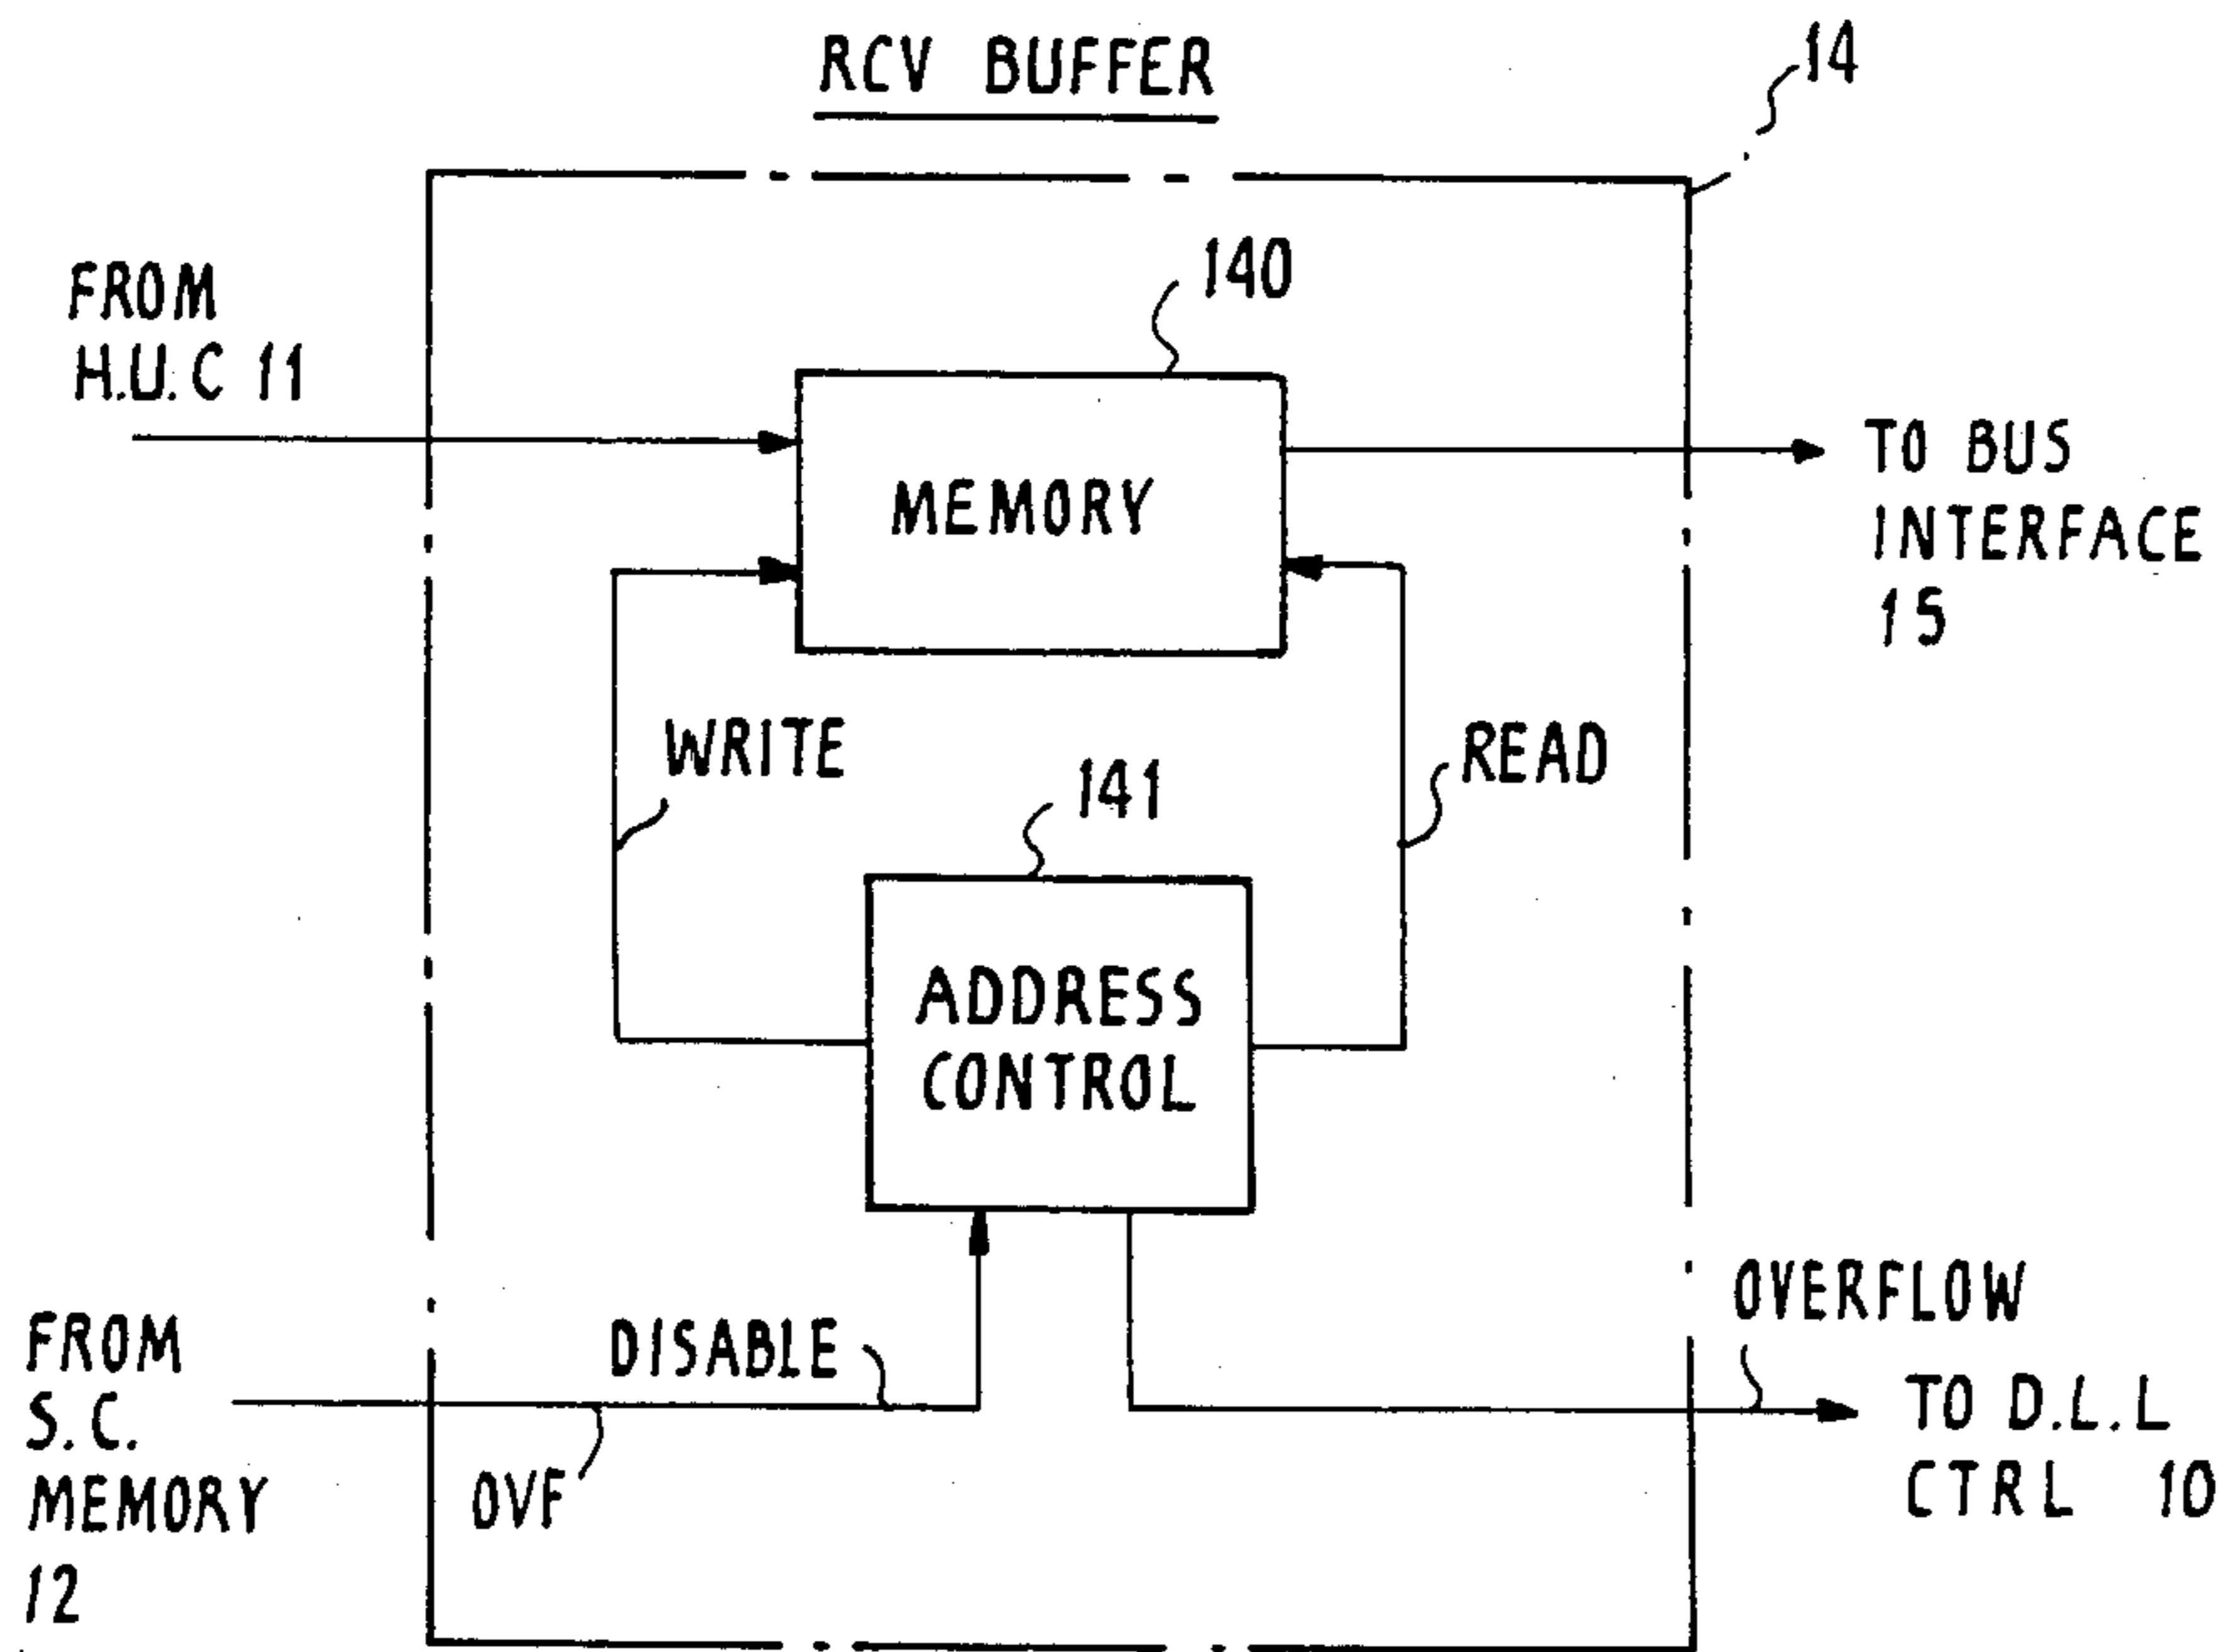 RCV BUFFER
14
FROM
H.U.C 11
140
MEMORY
TO BUS
INTERFACE
15
WRITE
READ
141
ADDRESS
CONTROL
FROM
S.C.
MEMORY
12
DISABLE
OVF
OVERFLOW
TO D.L.L
CTRL 10